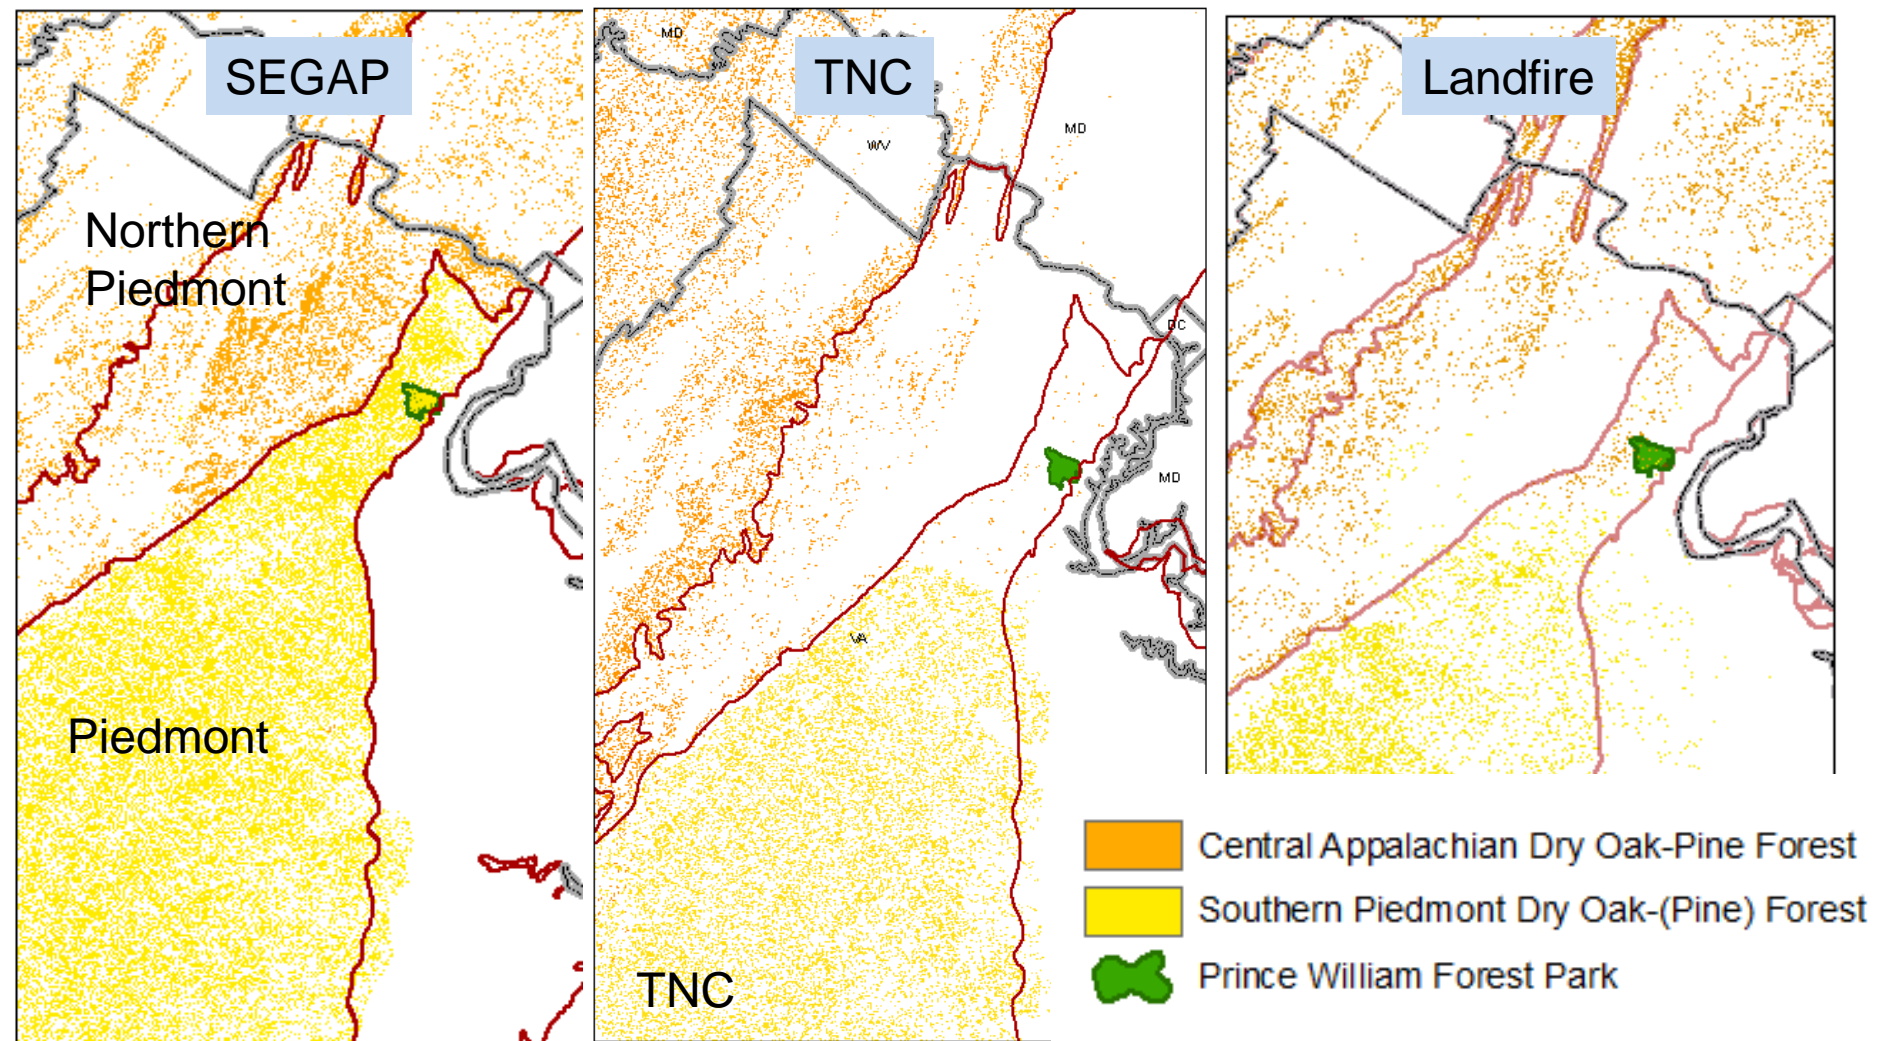 SEGAP
TNC
Landfire
MD
MD
WV
Northern
Piedmont
DC
MD
VA
Piedmont
TNC
Central Appalachian Dry Oak-Pine Forest
Southern Piedmont Dry Oak-(Pine) Forest
Prince William Forest Park